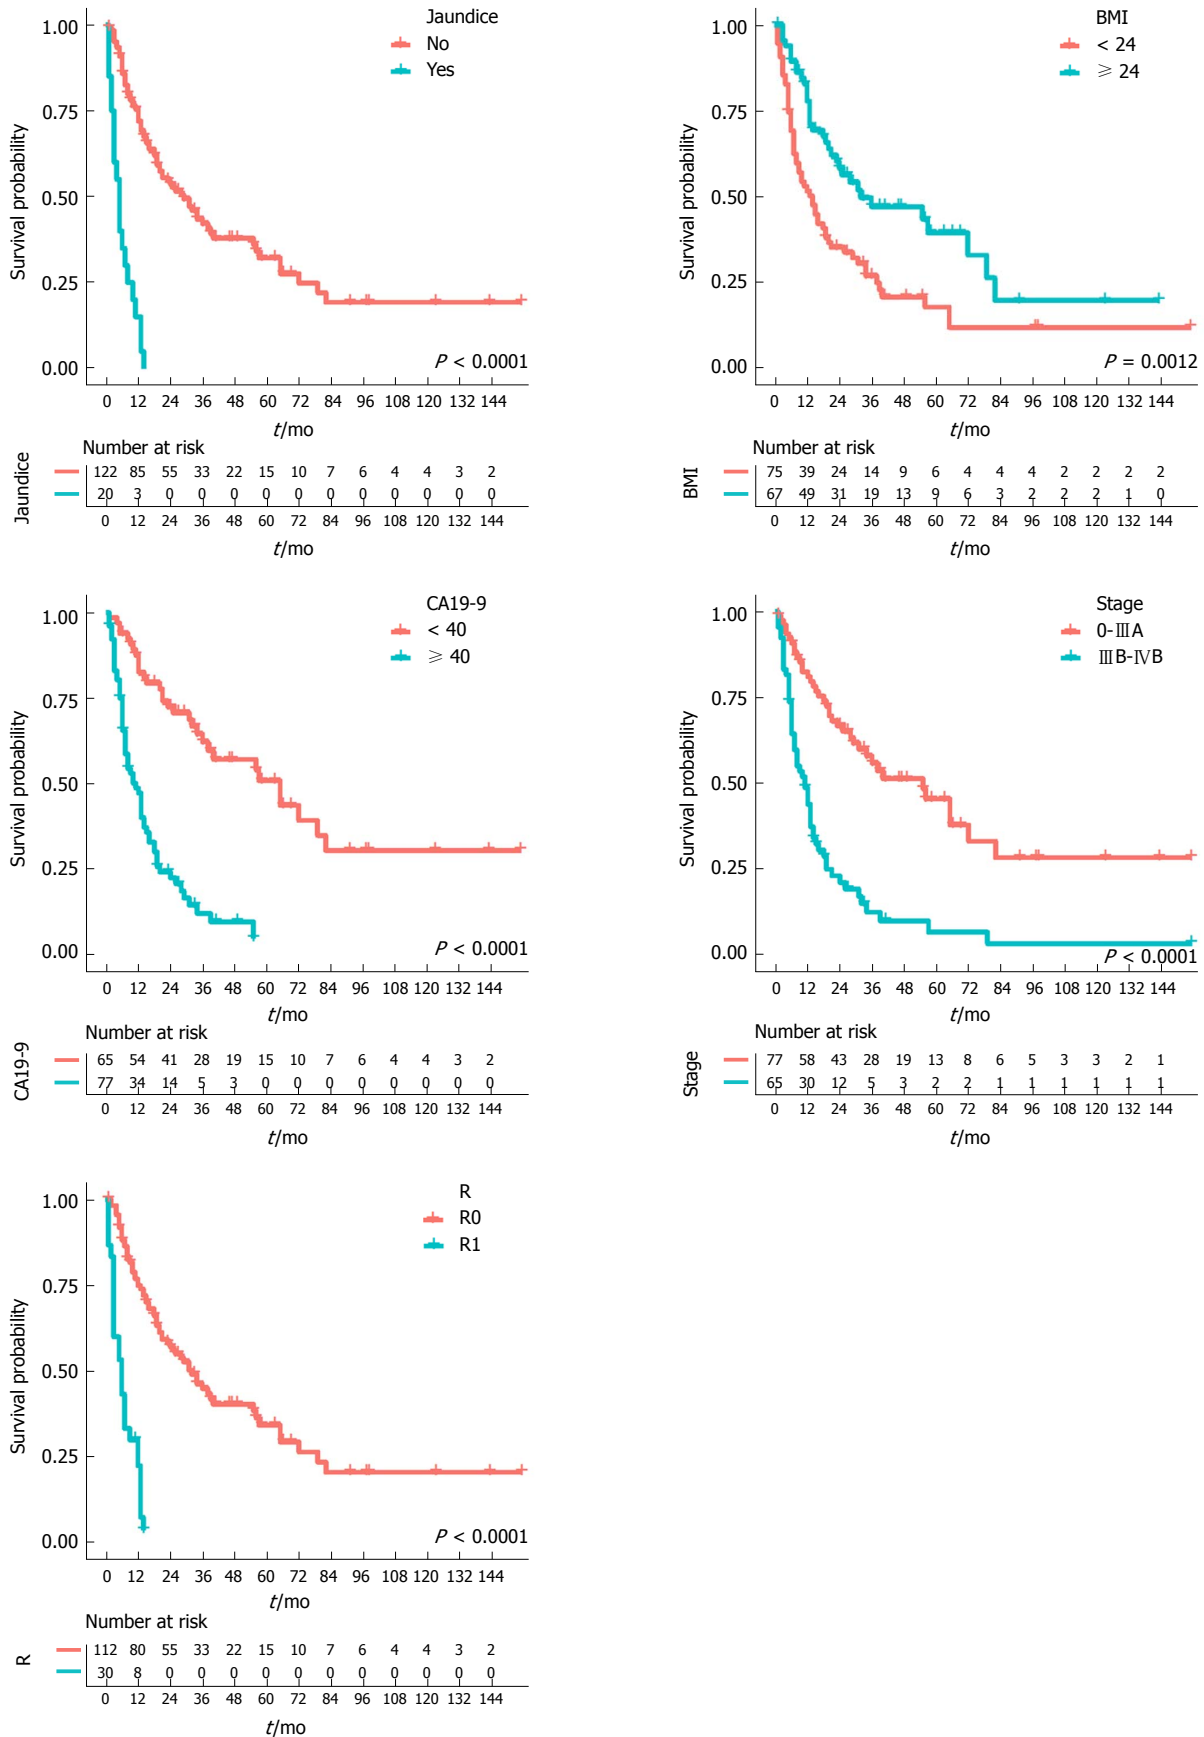 Jaundice
No
Yes
1.00
0.75
0.50
0.25
0.00
Survival probability
P < 0.0001
0 12 24 36 48 60 72 84 96 108 120 132 144
t/mo
Number at risk
Jaundice
122 85 55 33 22 15 10 7 6 4 4 3 2
20 3 0 0 0 0 0 0 0 0 0 0 0
0 12 24 36 48 60 72 84 96 108 120 132 144
t/mo
BMI
< 24
≥ 24
1.00
0.75
0.50
0.25
0.00
Survival probability
P = 0.0012
0 12 24 36 48 60 72 84 96 108 120 132 144
t/mo
Number at risk
BMI
75 39 24 14 9 6 4 4 4 2 2 2 2
67 49 31 19 13 9 6 3 2 2 2 1 0
0 12 24 36 48 60 72 84 96 108 120 132 144
t/mo
CA19-9
< 40
≥ 40
1.00
0.75
0.50
0.25
0.00
Survival probability
P < 0.0001
0 12 24 36 48 60 72 84 96 108 120 132 144
t/mo
Number at risk
CA19-9
65 54 41 28 19 15 10 7 6 4 4 3 2
77 34 14 5 3 0 0 0 0 0 0 0 0
0 12 24 36 48 60 72 84 96 108 120 132 144
t/mo
Stage
0-ⅢA
ⅢB-ⅣB
1.00
0.75
0.50
0.25
0.00
Survival probability
P < 0.0001
0 12 24 36 48 60 72 84 96 108 120 132 144
t/mo
Number at risk
Stage
77 58 43 28 19 13 8 6 5 3 3 2 1
65 30 12 5 3 2 2 1 1 1 1 1 1
0 12 24 36 48 60 72 84 96 108 120 132 144
t/mo
R
R0
R1
1.00
0.75
0.50
0.25
0.00
Survival probability
P < 0.0001
0 12 24 36 48 60 72 84 96 108 120 132 144
t/mo
Number at risk
R
112 80 55 33 22 15 10 7 6 4 4 3 2
30 8 0 0 0 0 0 0 0 0 0 0 0
0 12 24 36 48 60 72 84 96 108 120 132 144
t/mo